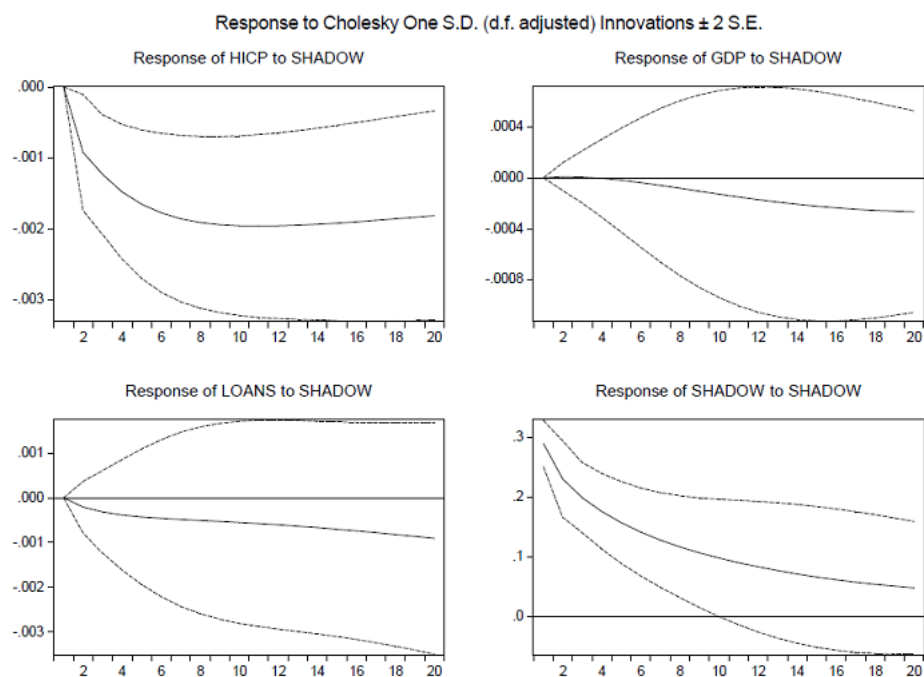 Response to Cholesky One S.D. (d.f. adjusted) Innovations ± 2 S.E.
Response of HICP to SHADOW
.000
-.001
-.002
-.003
2 4 6 8 10 12 14 16 18 20
Response of GDP to SHADOW
.0004
.0000
-.0004
-.0008
2 4 6 8 10 12 14 16 18 20
Response of LOANS to SHADOW
.001
.000
-.001
-.002
-.003
2 4 6 8 10 12 14 16 18 20
Response of SHADOW to SHADOW
.3
.2
.1
.0
2 4 6 8 10 12 14 16 18 20